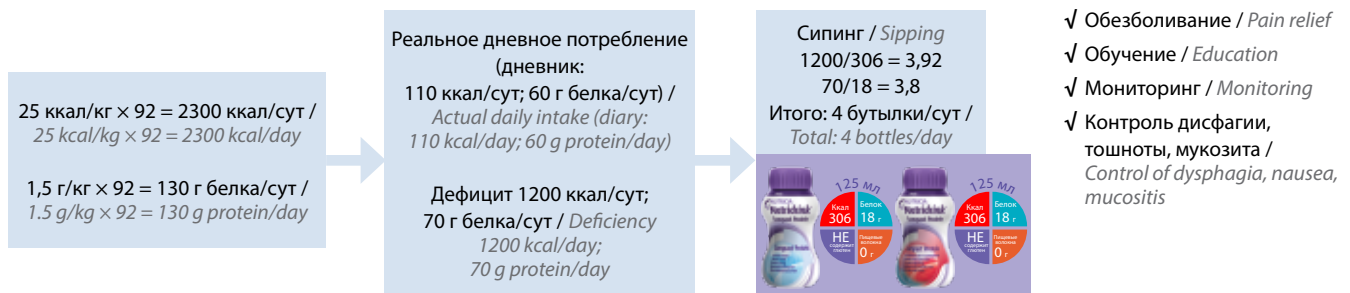 25 ккал/кг × 92 = 2300 ккал/сут /
25 kcal/kg × 92 = 2300 kcal/day
1,5 г/кг × 92 = 130 г белка/сут /
1.5 g/kg × 92 = 130 g protein/day
Реальное дневное потребление
(дневник:
110 ккал/сут; 60 г белка/сут) /
Actual daily intake (diary:
110 kcal/day; 60 g protein/day)
Дефицит 1200 ккал/сут;
70 г белка/сут / Deficiency
1200 kcal/day;
70 g protein/day
Сипинг / Sipping
1200/306 = 3,92
70/18 = 3,8
Итого: 4 бутылки/сут /
Total: 4 bottles/day
125 мл
Ккал
306
Белок
18 г
НЕ
содержит
глютен
Пищевые
волокна
0 г
125 мл
Ккал
306
Белок
18 г
НЕ
содержит
глютен
Пищевые
волокна
0 г
√ Обезболивание / Pain relief
√ Обучение / Education
√ Мониторинг / Monitoring
√ Контроль дисфагии,
тошноты, мукозита /
Control of dysphagia, nausea,
mucositis